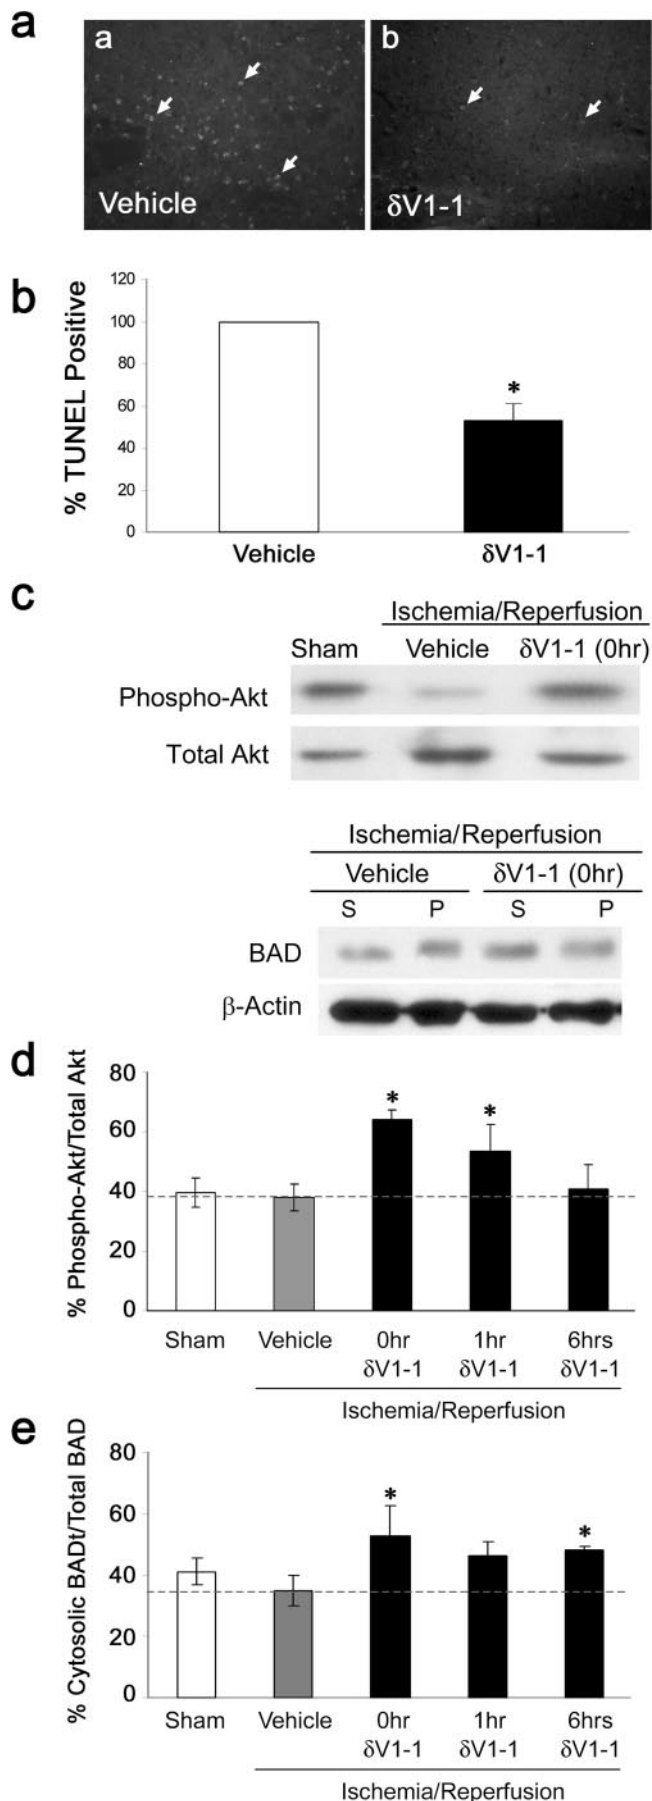 a
a
b
Vehicle
δV1-1
b
% TUNEL Positive
120
100
80
60
40
20
0
*
Vehicle
δV1-1
c
Ischemia/Reperfusion
Sham
Vehicle
δV1-1 (0hr)
Phospho-Akt
Total Akt
Ischemia/Reperfusion
Vehicle
δV1-1 (0hr)
S
P
S
P
BAD
β-Actin
d
% Phospho-Akt/Total Akt
80
60
40
20
0
*
*
Sham
Vehicle
0hr
δV1-1
1hr
δV1-1
6hrs
δV1-1
Ischemia/Reperfusion
e
% Cytosolic BADt/Total BAD
80
60
40
20
0
*
*
Sham
Vehicle
0hr
δV1-1
1hr
δV1-1
6hrs
δV1-1
Ischemia/Reperfusion